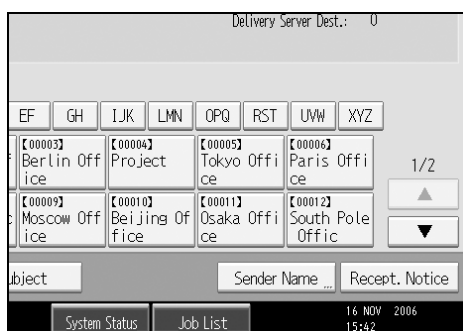 Delivery Server Dest.: 0
EF GH IJK LMN OPQ RST UVW XYZ
【00003】 【00004】 【00005】 【00006】
Berlin Off Project Tokyo Offi Paris Offi
ice ce ce
1/2
【00009】 【00010】 【00011】 【00012】
Moscow Off Beijing Of Osaka Offi South Pole
ice fice ce Offic
Sender Name ... Recept. Notice
System Status Job List 16 NOV 2006
15:42